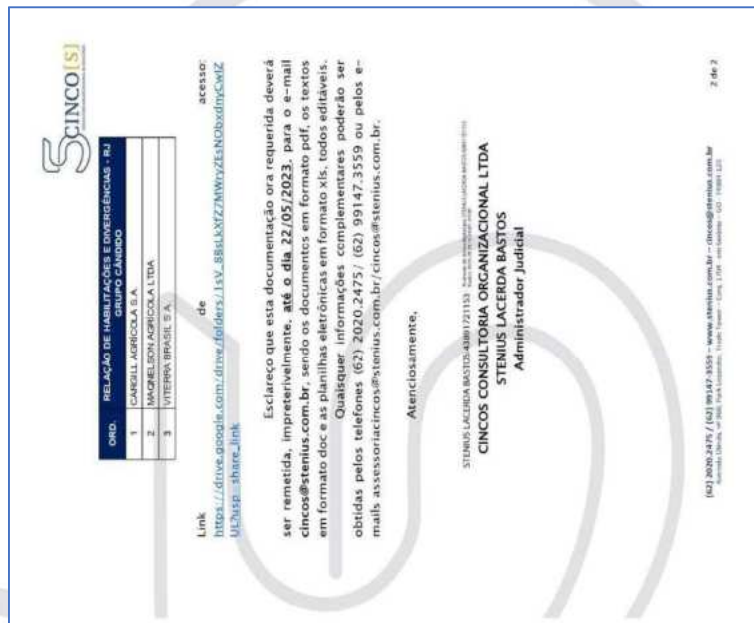 5CINCO[S]
ORD. RELAÇÃO DE HABILITAÇÕES E DIVERGÊNCIAS - RJ
GRUPO CÂNDIDO
1 CARGILL AGRÍCOLA S.A.
2 MAGNELSON AGRÍCOLA LTDA
3 VITERRA BRASIL S.A.
Link de acesso:
https://drive.google.com/drive/folders/
UL?usp=share_link
Esclareço que esta documentação ora requerida deverá
ser remetida, impreterivelmente, até o dia 22/05/2023, para o e-mail
cincos@stenius.com.br, sendo os documentos em formato pdf, os textos
em formato doc e as planilhas eletrônicas em formato xls, todos editáveis.
Quaisquer informações complementares poderão ser
obtidas pelos telefones (62) 2020.2475/ (62) 99147.3559 ou pelos e-
mails assessoriacincos@stenius.com.br/cincos@stenius.com.br.
Atenciosamente,
STENIUS LACERDA BASTOS:43891721153
CINCOS CONSULTORIA ORGANIZACIONAL LTDA
STENIUS LACERDA BASTOS
Administrador Judicial
(62) 2020.2475 / (62) 99147-3559 – www.stenius.com.br – cincos@stenius.com.br
2 de 2